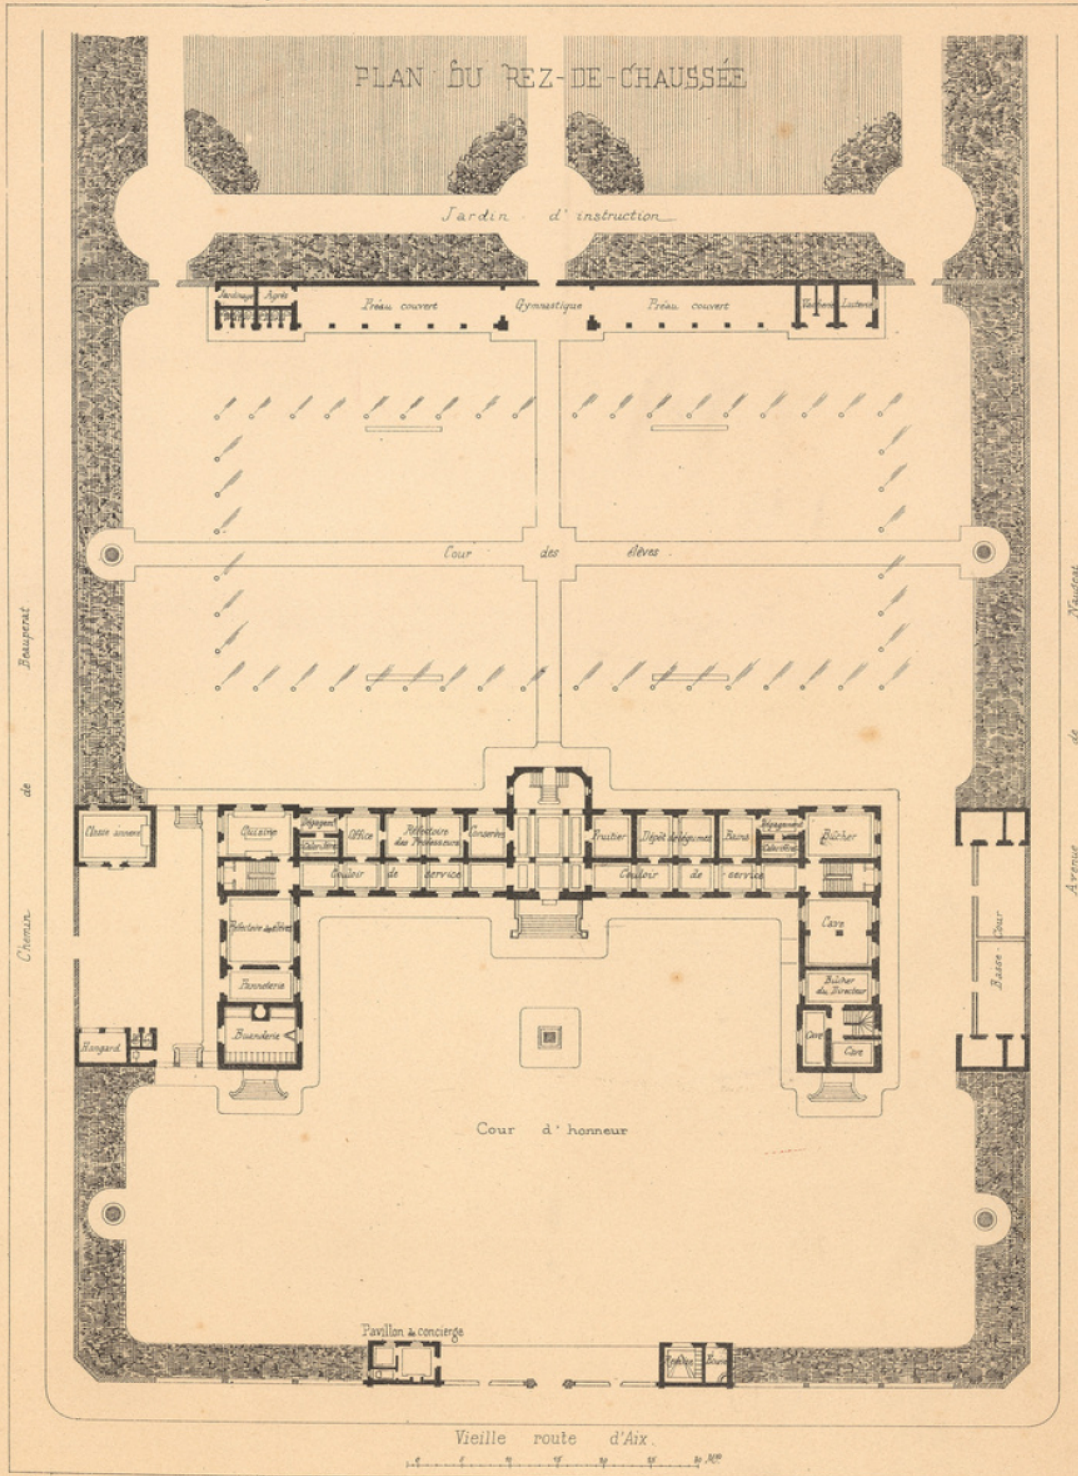 PLAN DU REZ-DE-CHAUSSÉE
Jardin d'instruction
Jardinage
Agrès
Préau couvert
Gymnastique
Préau couvert
Cour des élèves
Chemin de Beauperat
Avenue de
Classe annexe
Cuisine
Dégagemt
Calorifère
Office
Réfectoire
des Professeurs
Conserves
Fruitier
Dépôt de légumes
Bains
Dégagement
Calorifère
Bûcher
Couloir de service
Couloir de service
Réfectoire des élèves
Panneterie
Buanderie
Hangard
Cave
Bûcher
du Directeur
Cave
Cave
Basse-Cour
Cour d'honneur
Pavillon du concierge
Vieille route d'Aix.